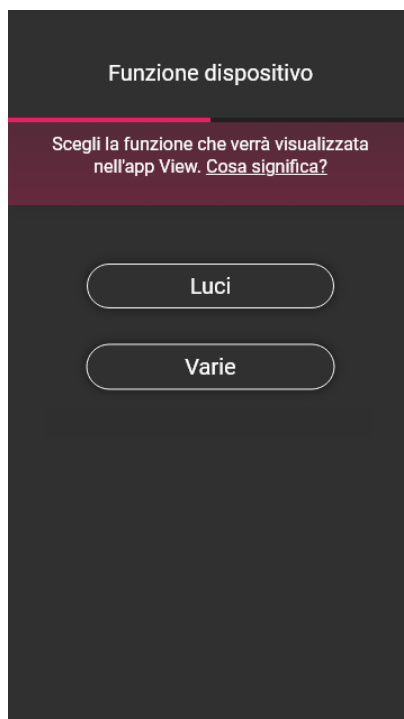 Funzione dispositivo
Scegli la funzione che verrà visualizzata
nell'app View. Cosa significa?
Luci
Varie